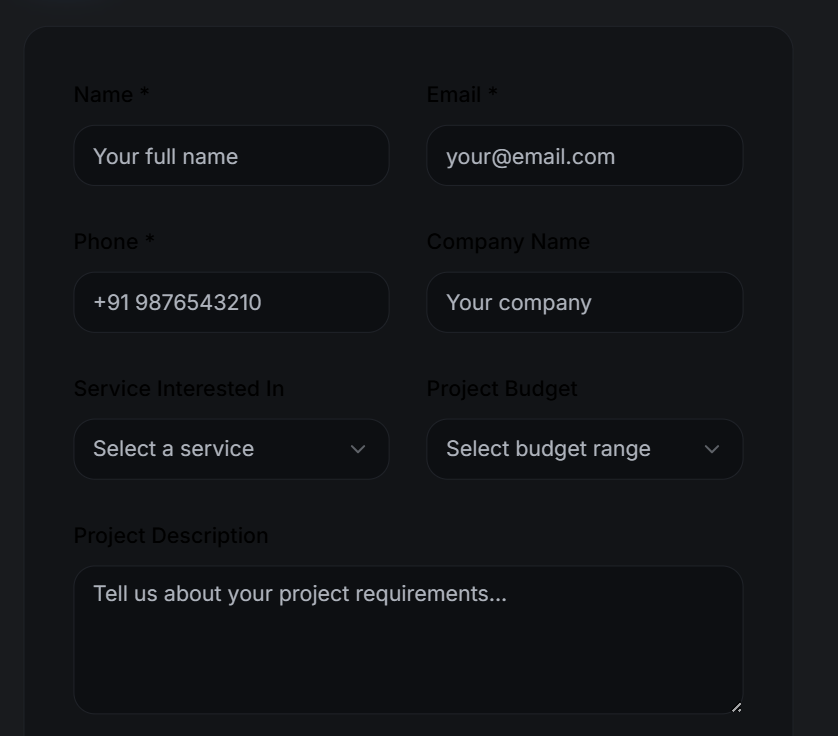 Name *
Email *
Your full name
your@email.com
Phone *
Company Name
+91 9876543210
Your company
Service Interested In
Project Budget
Select a service
Select budget range
Project Description
Tell us about your project requirements...